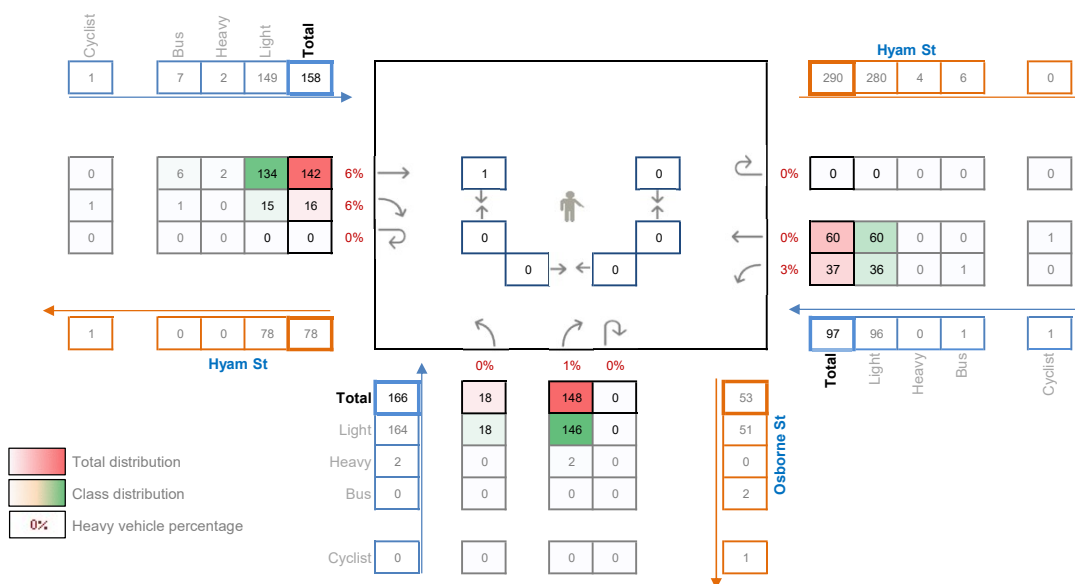 Cyclist Bus Heavy Light Total
Hyam St
1 7 2 149 158
290 280 4 6 0
0 6 2 134 142 6%
1 0
0% 0 0 0 0 0
1 1 0 15 16 6%
0 0 0 0 0 0%
0 0
0% 60 60 0 0 1
0 0
3% 37 36 0 1 0
1 0 0 78 78
97 96 0 1 1
Hyam St
Total Light Heavy Bus Cyclist
0% 1% 0%
Total 166 18 148 0 53
Light 164 18 146 0 51
Heavy 2 0 2 0 0
Bus 0 0 0 0 2
Cyclist 0 0 0 0 1
Osborne St
Total distribution
Class distribution
0% Heavy vehicle percentage